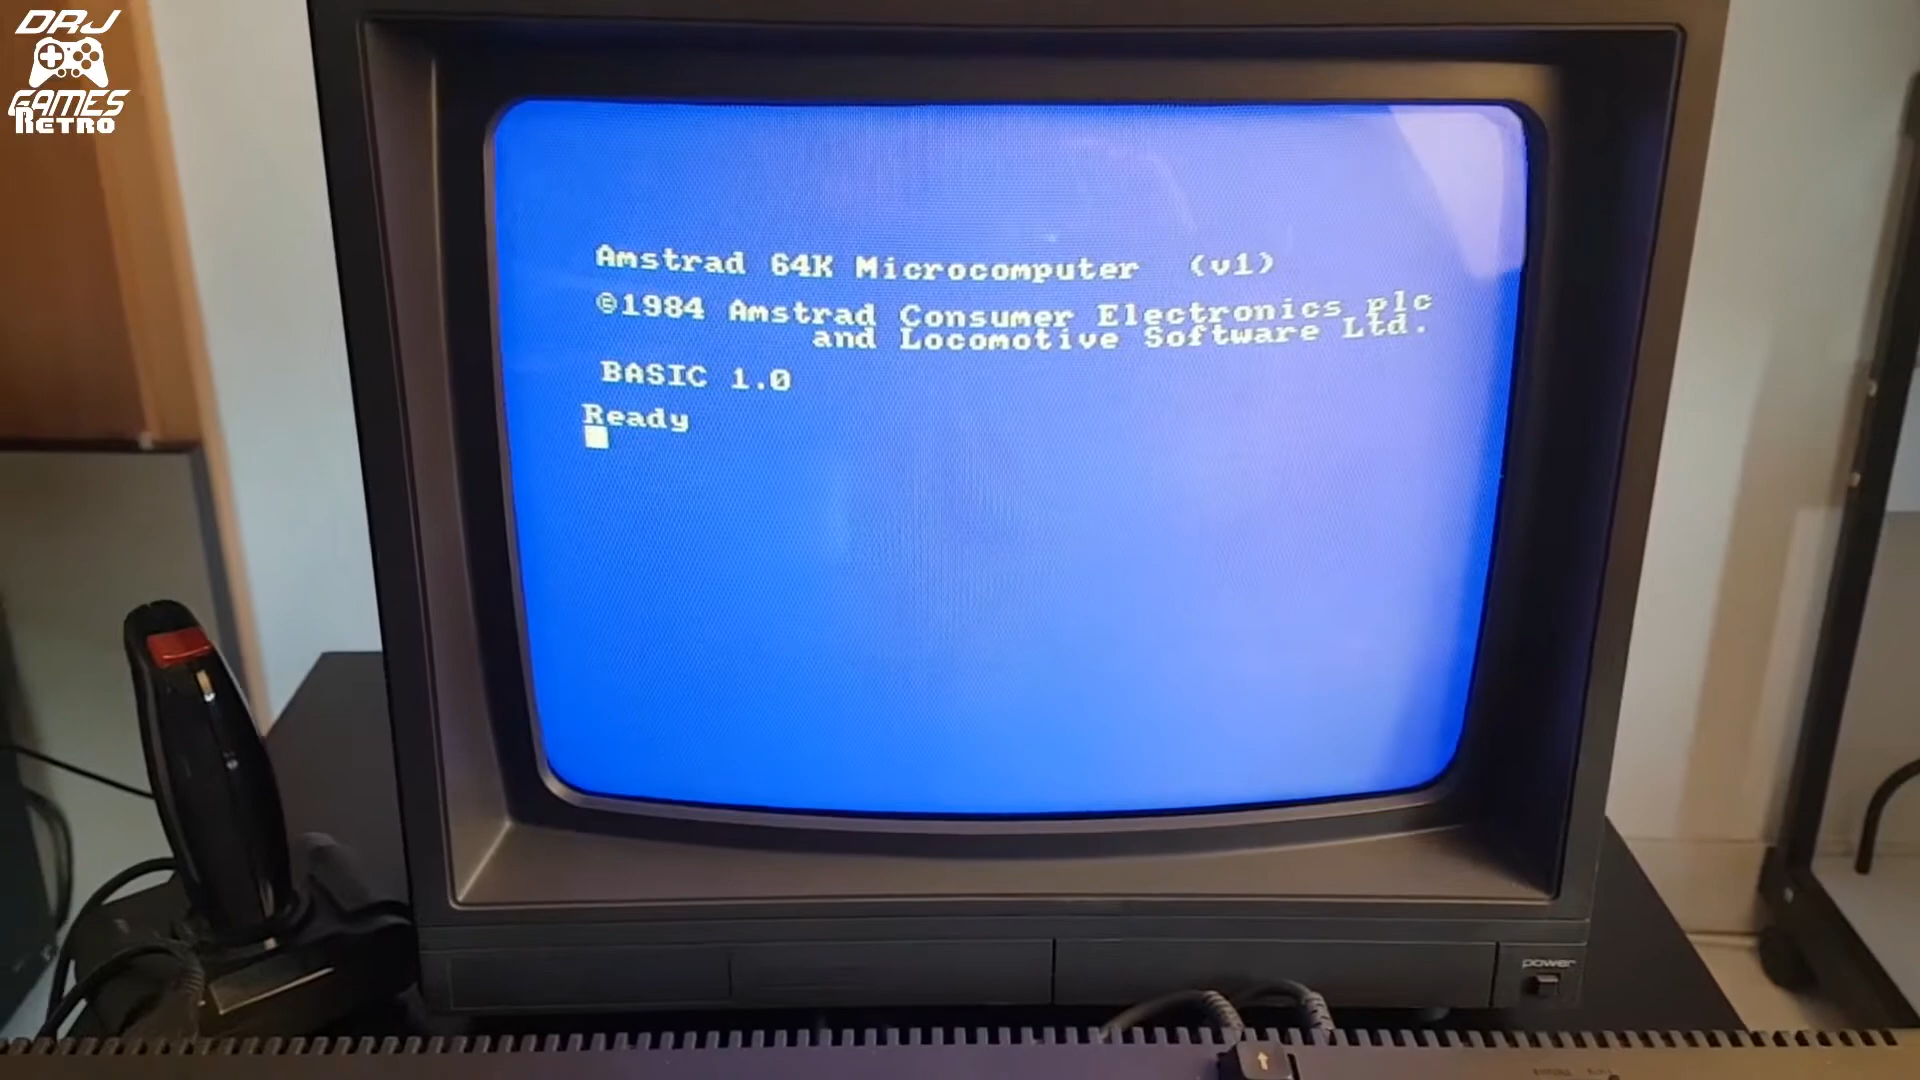 DRJ
GAMES
RETRO
Amstrad 64K Microcomputer (v1)
©1984 Amstrad Consumer Electronics plc
and Locomotive Software Ltd.
BASIC 1.0
Ready
power
↑